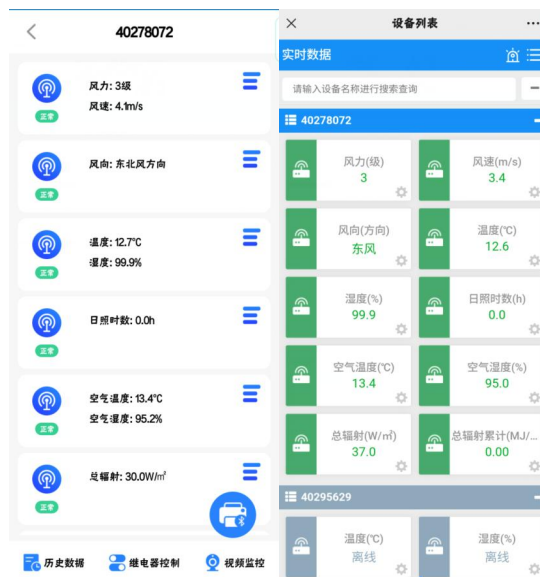 40278072
风力: 3级
风速: 4.1m/s
正常
风向: 东北风方向
正常
温度: 12.7℃
湿度: 99.9%
正常
日照时数: 0.0h
正常
空气温度: 13.4℃
空气湿度: 95.2%
正常
总辐射: 30.0W/㎡
正常
历史数据
继电器控制
视频监控
设备列表
实时数据
请输入设备名称进行搜索查询
40278072
风力(级)
3
风速(m/s)
3.4
风向(方向)
东风
温度(℃)
12.6
湿度(%)
99.9
日照时数(h)
0.0
空气温度(℃)
13.4
空气湿度(%)
95.0
总辐射(W/㎡)
37.0
总辐射累计(MJ/...
0.00
40295629
温度(℃)
离线
湿度(%)
离线